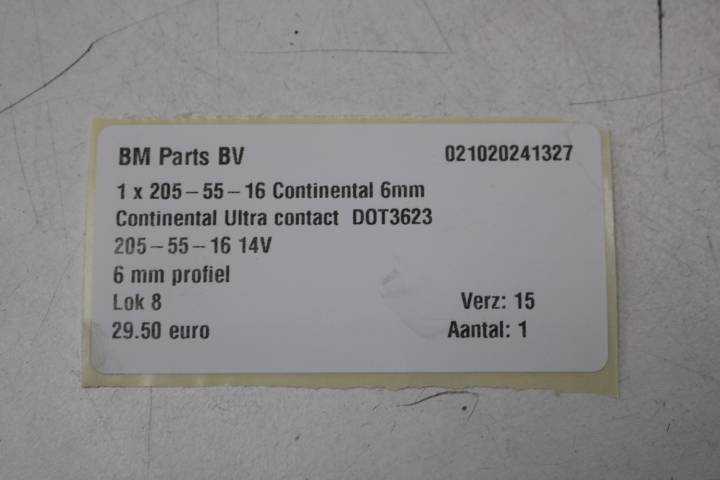 BM Parts BV 021020241327
1 x 205-55-16 Continental 6mm
Continental Ultra contact DOT3623
205-55-16 14V
6 mm profiel
Lok 8 Verz: 15
29.50 euro Aantal: 1